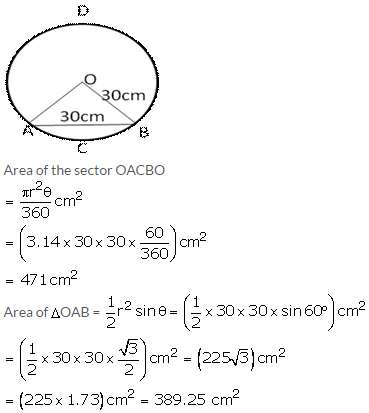 D
O
30cm
30cm
A
B
C
Area of the sector OACBO
= πr²θ/360 cm²
= (3.14 x 30 x 30 x 60/360) cm²
= 471 cm²
Area of △OAB = 1/2 r² sin θ = (1/2 x 30 x 30 x sin 60°) cm²
= (1/2 x 30 x 30 x √3/2) cm² = (225√3) cm²
= (225 x 1.73) cm² = 389.25 cm²